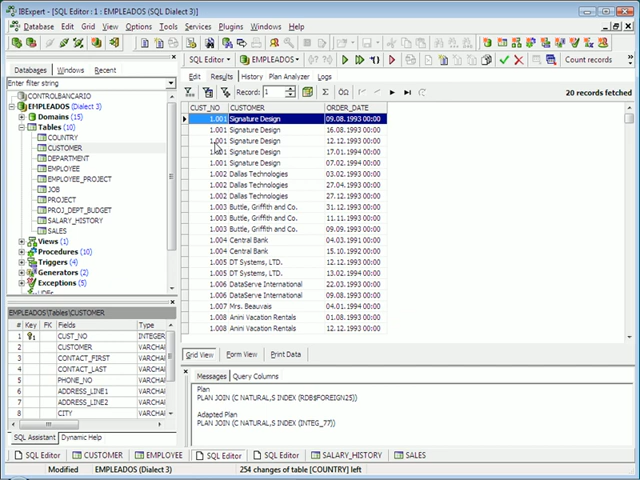 IBExpert - [SQL Editor : 1 : CUSTOMER (SQL Dialect 3)]
Database Edit Grid View Options Tools Services Plugins Windows Help
Databases Windows Recent
Enter filter string
CONTROLBANCARIO
EMPLEADOS (Dialect 3)
Domains (15)
Tables (10)
COUNTRY
CUSTOMER
DEPARTMENT
EMPLOYEE
EMPLOYEE_PROJECT
JOB
PROJECT
PROJ_DEPT_BUDGET
SALARY_HISTORY
SALES
Views (1)
Procedures (10)
Triggers (4)
Generators (2)
Exceptions (5)
EMPLEADOS\Tables\CUSTOMER
# Key FK Fields Type
1 1 CUST_NO INTEGER
2 CUSTOMER VARCHA
3 CONTACT_FIRST VARCHA
4 CONTACT_LAST VARCHA
5 PHONE_NO VARCHA
6 ADDRESS_LINE1 VARCHA
7 ADDRESS_LINE2 VARCHA
8 CITY VARCHA
SQL Assistant Dynamic Help
SQL Editor EMPLEADOS Count records
Edit Results History Plan Analyzer Logs
Record: 1 20 records fetched
CUST_NO CUSTOMER ORDER_DATE
1.001 Signature Design 09.08.1993 00:00
1.001 Signature Design 16.08.1993 00:00
1.001 Signature Design 12.12.1993 00:00
1.001 Signature Design 17.01.1994 00:00
1.001 Signature Design 07.02.1994 00:00
1.002 Dallas Technologies 03.02.1993 00:00
1.002 Dallas Technologies 27.04.1993 00:00
1.002 Dallas Technologies 27.12.1993 00:00
1.003 Buttle, Griffith and Co. 31.12.1993 00:00
1.003 Buttle, Griffith and Co. 11.11.1993 00:00
1.003 Buttle, Griffith and Co. 09.09.1993 00:00
1.004 Central Bank 04.03.1991 00:00
1.004 Central Bank 15.10.1992 00:00
1.005 DT Systems, LTD. 12.12.1993 00:00
1.005 DT Systems, LTD. 13.12.1994 00:00
1.006 DataServe International 22.03.1993 00:00
1.006 DataServe International 09.08.1993 00:00
1.007 Mrs. Beauvais 04.01.1994 00:00
1.008 Anini Vacation Rentals 01.08.1993 00:00
1.008 Anini Vacation Rentals 12.12.1993 00:00
Grid View Form View Print Data
Messages Query Columns
Plan
PLAN JOIN (C NATURAL,S INDEX (RDB$FOREIGN25))
Adapted Plan
PLAN JOIN (C NATURAL,S INDEX (INTEG_77))
SQL Editor CUSTOMER EMPLOYEE SQL Editor SQL Editor SALARY_HISTORY SALES
Modified EMPLEADOS (Dialect 3) 254 changes of table [COUNTRY] left